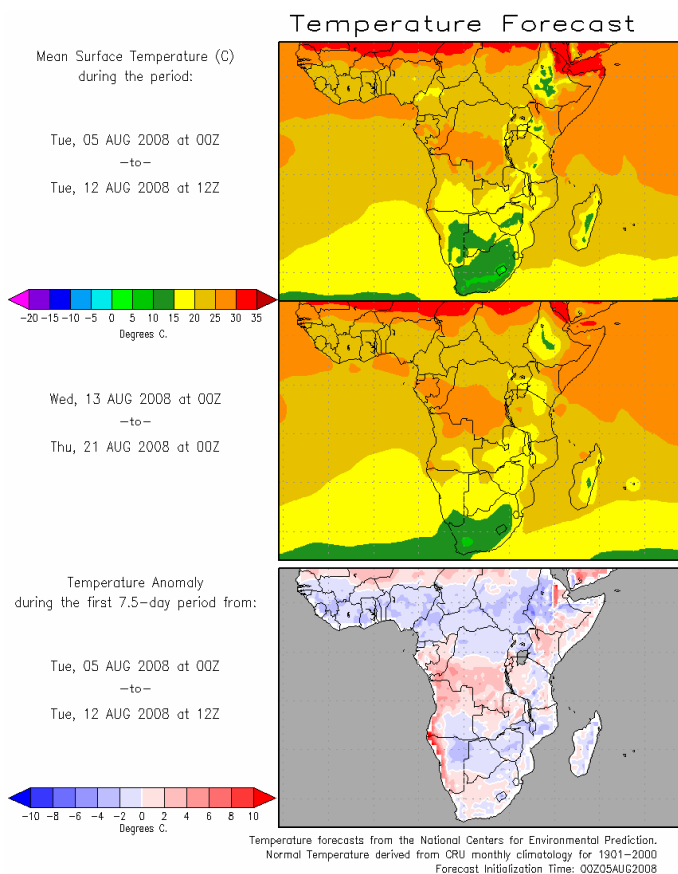 Temperature Forecast
Mean Surface Temperature (C)
during the period:
Tue, 05 AUG 2008 at 00Z
—to—
Tue, 12 AUG 2008 at 12Z
-20 -15 -10 -5 0 5 10 15 20 25 30 35
Degrees C.
Wed, 13 AUG 2008 at 00Z
—to—
Thu, 21 AUG 2008 at 00Z
Temperature Anomaly
during the first 7.5-day period from:
Tue, 05 AUG 2008 at 00Z
—to—
Tue, 12 AUG 2008 at 12Z
-10 -8 -6 -4 -2 0 2 4 6 8 10
Degrees C.
Temperature forecasts from the National Centers for Environmental Prediction.
Normal Temperature derived from CRU monthly climatology for 1901-2000
Forecast Initialization Time: 00Z05AUG2008